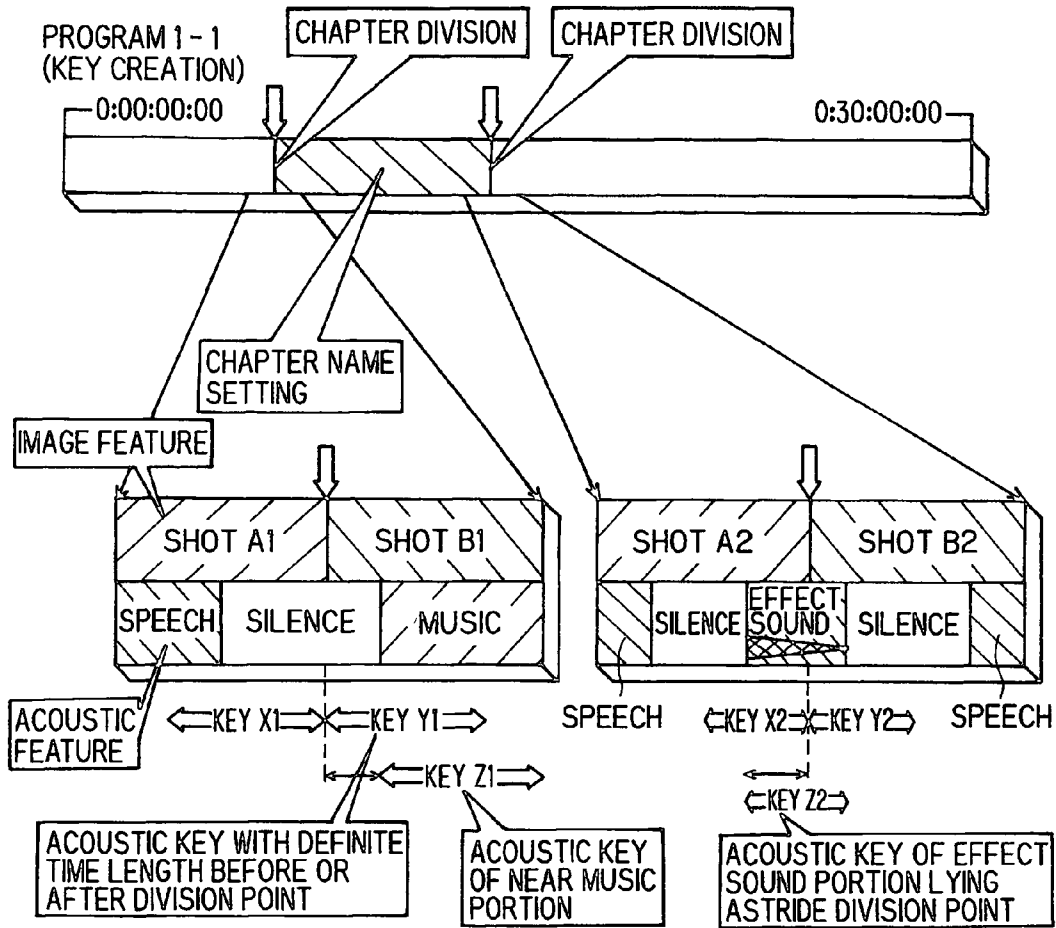 PROGRAM 1-1
(KEY CREATION)
CHAPTER DIVISION
CHAPTER DIVISION
0:00:00:00
0:30:00:00
CHAPTER NAME
SETTING
IMAGE FEATURE
SHOT A1
SHOT B1
SHOT A2
SHOT B2
SPEECH
SILENCE
MUSIC
SILENCE
EFFECT
SOUND
SILENCE
ACOUSTIC
FEATURE
KEY X1
KEY Y1
SPEECH
KEY X2
KEY Y2
SPEECH
KEY Z1
KEY Z2
ACOUSTIC KEY WITH DEFINITE
TIME LENGTH BEFORE OR
AFTER DIVISION POINT
ACOUSTIC KEY
OF NEAR MUSIC
PORTION
ACOUSTIC KEY OF EFFECT
SOUND PORTION LYING
ASTRIDE DIVISION POINT